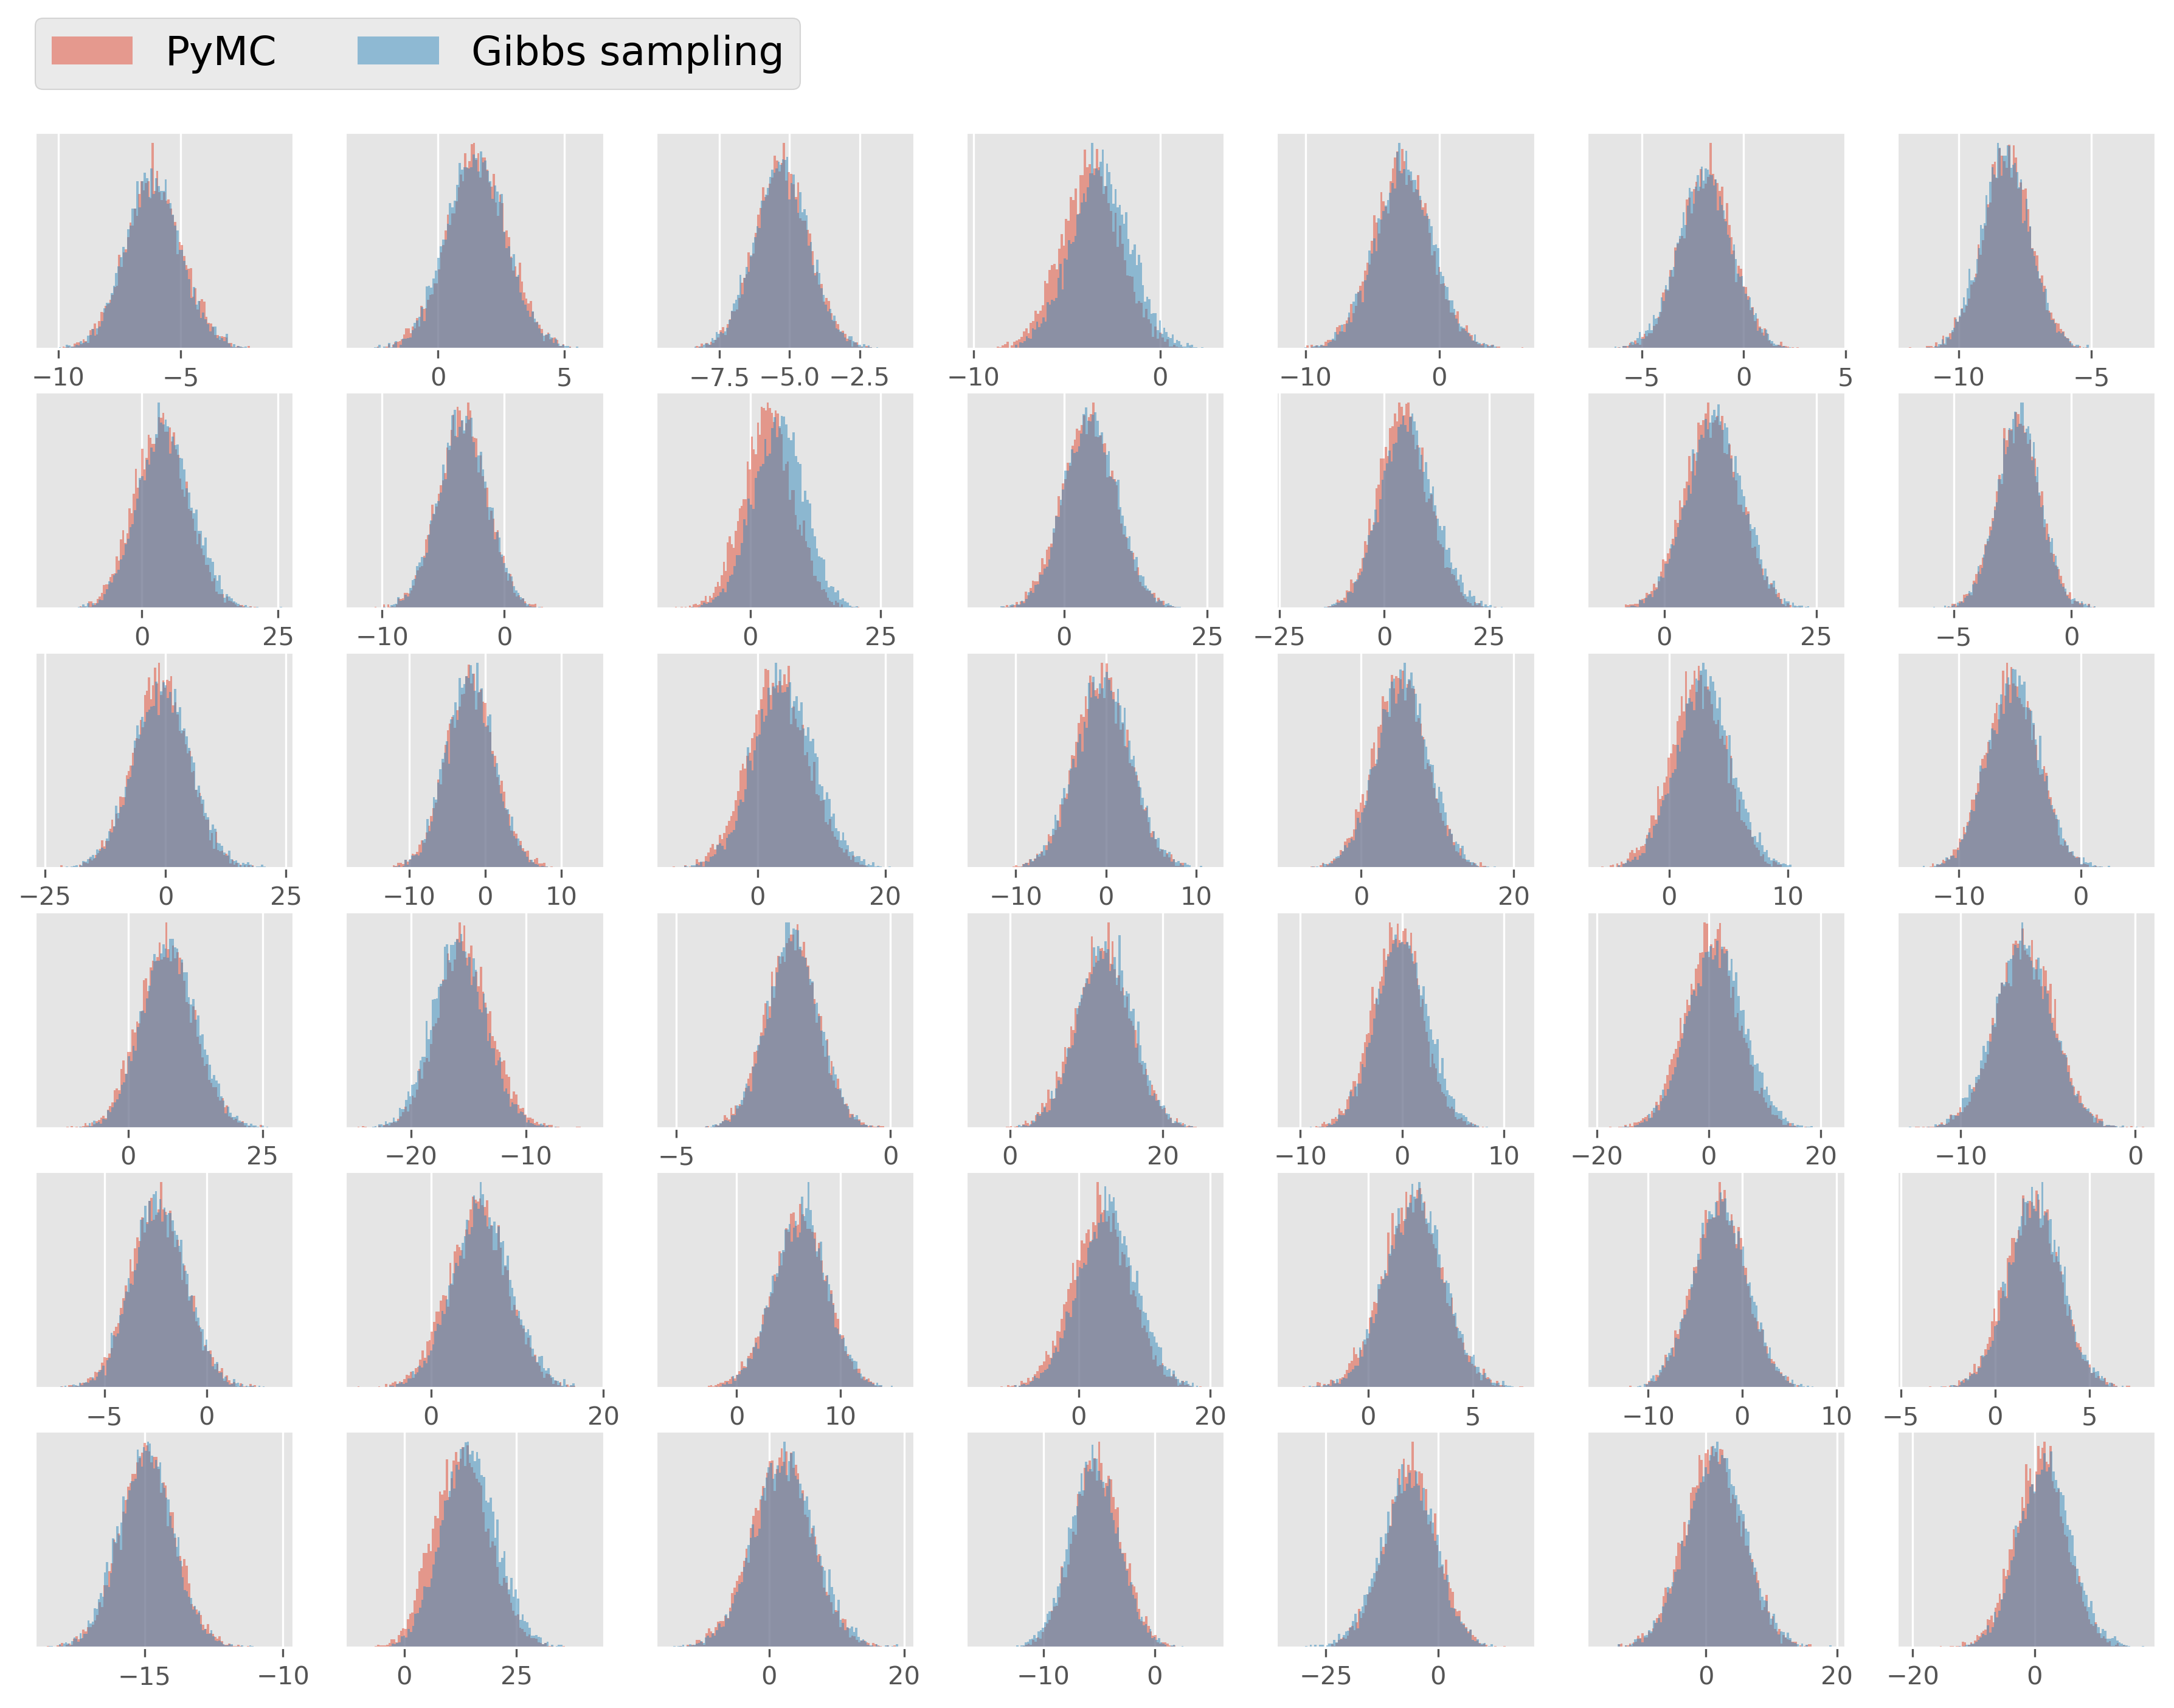 PyMC Gibbs sampling
−10 −5 0 5 −7.5 −5.0 −2.5 −10 0 −10 0 −5 0 5 −10 −5
0 25 −10 0 0 25 0 25 −25 0 25 0 25 −5 0
−25 0 25 −10 0 10 0 20 −10 0 10 0 20 0 10 −10 0
0 25 −20 −10 −5 0 0 20 −10 0 10 −20 0 20 −10 0
−5 0 0 20 0 10 0 20 0 5 −10 0 10 −5 0 5
−15 −10 0 25 0 20 −10 0 −25 0 0 20 −20 0